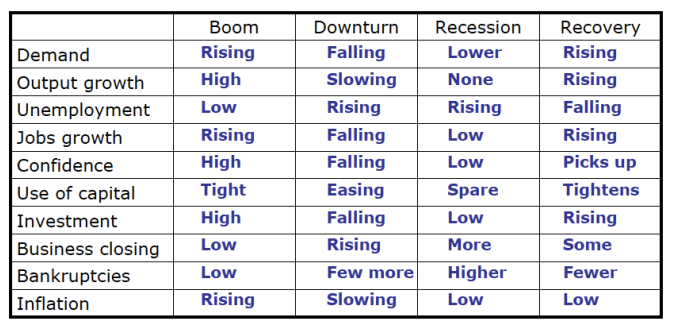 Boom Downturn Recession Recovery
Demand Rising Falling Lower Rising
Output growth High Slowing None Rising
Unemployment Low Rising Rising Falling
Jobs growth Rising Falling Low Rising
Confidence High Falling Low Picks up
Use of capital Tight Easing Spare Tightens
Investment High Falling Low Rising
Business closing Low Rising More Some
Bankruptcies Low Few more Higher Fewer
Inflation Rising Slowing Low Low